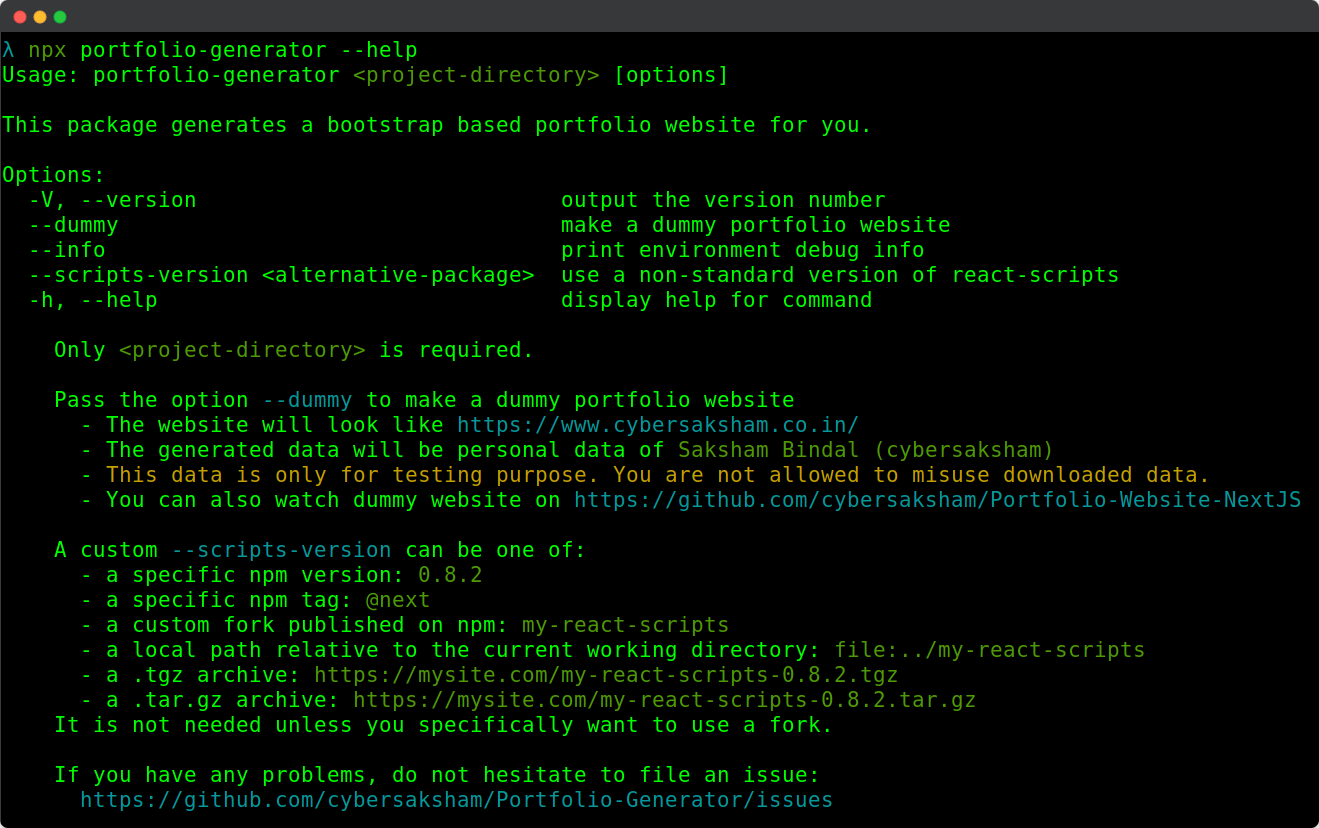 λ npx portfolio-generator --help
Usage: portfolio-generator <project-directory> [options]
This package generates a bootstrap based portfolio website for you.
Options:
-V, --version output the version number
--dummy make a dummy portfolio website
--info print environment debug info
--scripts-version <alternative-package> use a non-standard version of react-scripts
-h, --help display help for command
Only <project-directory> is required.
Pass the option --dummy to make a dummy portfolio website
- The website will look like https://www.cybersaksham.co.in/
- The generated data will be personal data of Saksham Bindal (cybersaksham)
- This data is only for testing purpose. You are not allowed to misuse downloaded data.
- You can also watch dummy website on https://github.com/cybersaksham/Portfolio-Website-NextJS
A custom --scripts-version can be one of:
- a specific npm version: 0.8.2
- a specific npm tag: @next
- a custom fork published on npm: my-react-scripts
- a local path relative to the current working directory: file:../my-react-scripts
- a .tgz archive: https://mysite.com/my-react-scripts-0.8.2.tgz
- a .tar.gz archive: https://mysite.com/my-react-scripts-0.8.2.tar.gz
It is not needed unless you specifically want to use a fork.
If you have any problems, do not hesitate to file an issue:
https://github.com/cybersaksham/Portfolio-Generator/issues